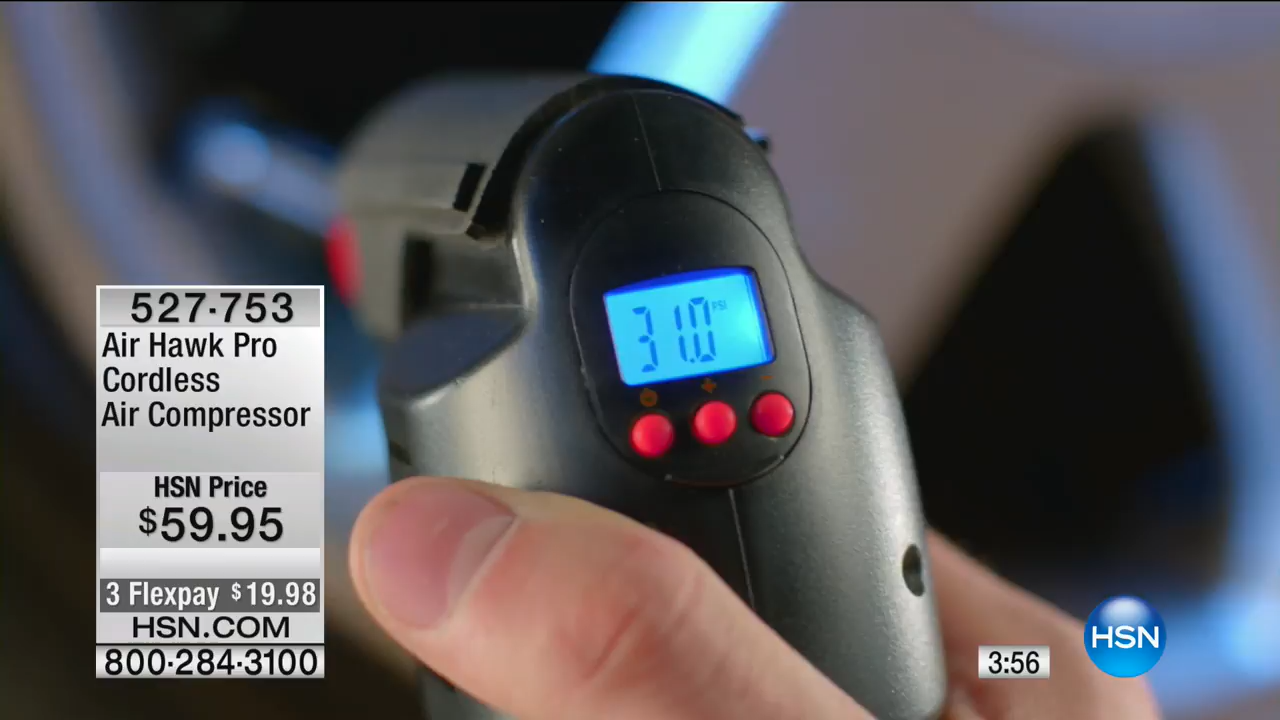 527·753
Air Hawk Pro
Cordless
Air Compressor
HSN Price
$59.95
3 Flexpay $19.98
HSN.COM
800·284·3100
31.0 PSI
3:56
HSN